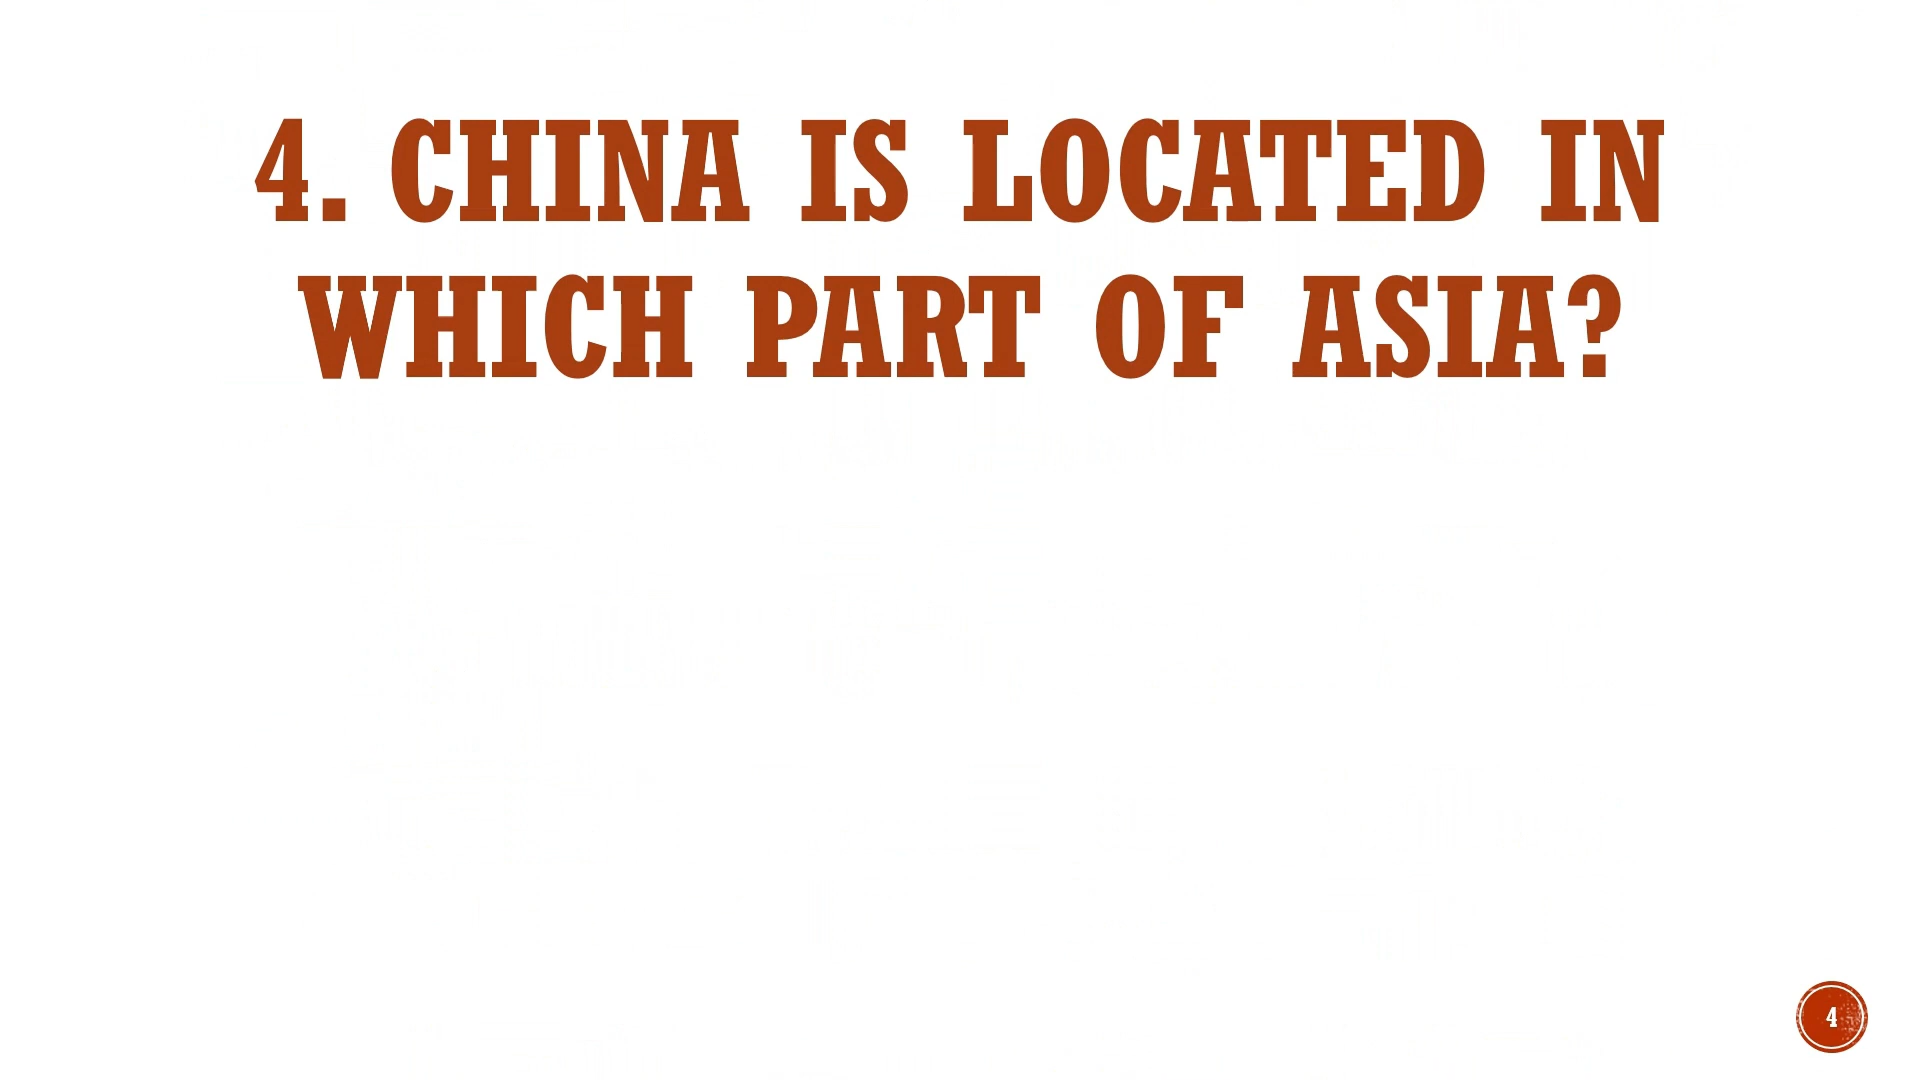 4. CHINA IS LOCATED IN
WHICH PART OF ASIA?
4